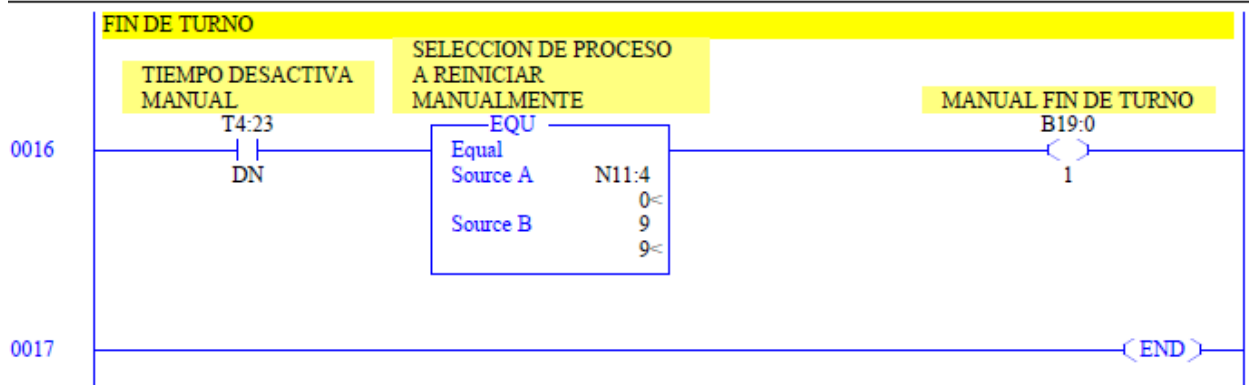 FIN DE TURNO
TIEMPO DESACTIVA
MANUAL
T4:23
DN
SELECCION DE PROCESO
A REINICIAR
MANUALMENTE
EQU
Equal
Source A N11:4
0<
Source B 9
9<
MANUAL FIN DE TURNO
B19:0
1
0016
0017
END